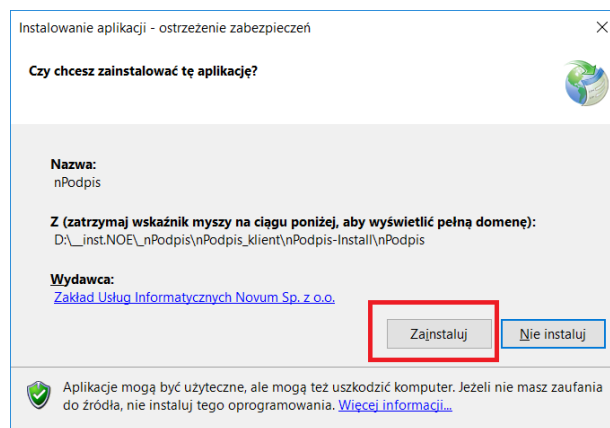 Instalowanie aplikacji - ostrzeżenie zabezpieczeń
Czy chcesz zainstalować tę aplikację?
Nazwa:
nPodpis
Z (zatrzymaj wskaźnik myszy na ciągu poniżej, aby wyświetlić pełną domenę):
D:\__inst.NOE\_nPodpis\nPodpis_klient\nPodpis-Install\nPodpis
Wydawca:
Zakład Usług Informatycznych Novum Sp. z o.o.
Zainstaluj
Nie instaluj
Aplikacje mogą być użyteczne, ale mogą też uszkodzić komputer. Jeżeli nie masz zaufania
do źródła, nie instaluj tego oprogramowania. Więcej informacji...